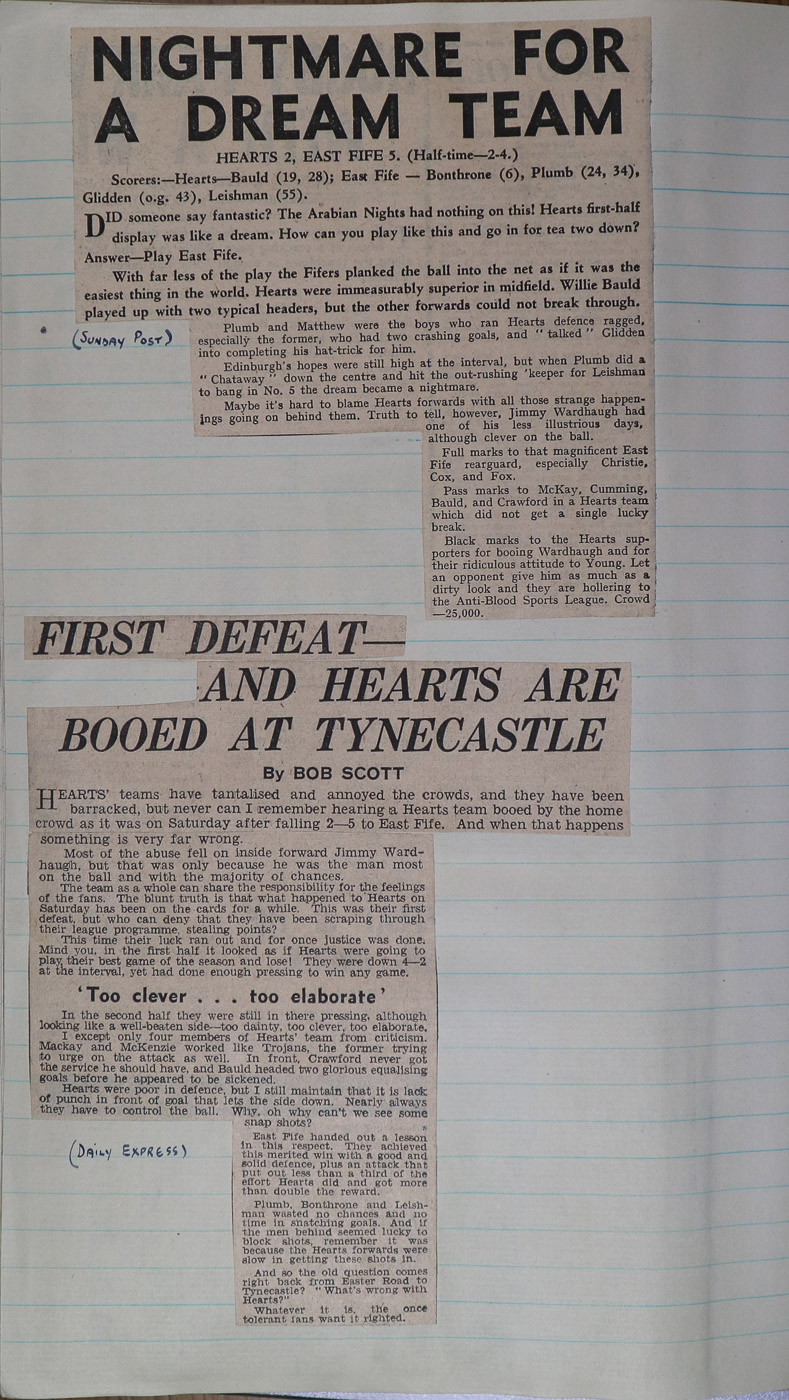 NIGHTMARE FOR
A DREAM TEAM
HEARTS 2, EAST FIFE 5. (Half-time—2-4.)
Scorers:—Hearts—Bauld (19, 28); East Fife — Bonthrone (6), Plumb (24, 34),
Glidden (o.g. 43), Leishman (55).
DID someone say fantastic? The Arabian Nights had nothing on this! Hearts first-half
display was like a dream. How can you play like this and go in for tea two down?
Answer—Play East Fife.
With far less of the play the Fifers planked the ball into the net as if it was the
easiest thing in the world. Hearts were immeasurably superior in midfield. Willie Bauld
played up with two typical headers, but the other forwards could not break through.
(SUNDAY POST)
Plumb and Matthew were the boys who ran Hearts defence ragged,
especially the former, who had two crashing goals, and "talked" Glidden
into completing his hat-trick for him.
Edinburgh's hopes were still high at the interval, but when Plumb did a
"Chataway" down the centre and hit the out-rushing 'keeper for Leishman
to bang in No. 5 the dream became a nightmare.
Maybe it's hard to blame Hearts forwards with all those strange happen-
ings going on behind them. Truth to tell, however, Jimmy Wardhaugh had
one of his less illustrious days,
although clever on the ball.
Full marks to that magnificent East
Fife rearguard, especially Christie,
Cox, and Fox.
Pass marks to McKay, Cumming,
Bauld, and Crawford in a Hearts team
which did not get a single lucky
break.
Black marks to the Hearts sup-
porters for booing Wardhaugh and for
their ridiculous attitude to Young. Let
an opponent give him as much as a
dirty look and they are hollering to
the Anti-Blood Sports League. Crowd
—25,000.
FIRST DEFEAT—
AND HEARTS ARE
BOOED AT TYNECASTLE
By BOB SCOTT
HEARTS' teams have tantalised and annoyed the crowds, and they have been
barracked, but never can I remember hearing a Hearts team booed by the home
crowd as it was on Saturday after falling 2—5 to East Fife. And when that happens
something is very far wrong.
Most of the abuse fell on inside forward Jimmy Ward-
haugh, but that was only because he was the man most
on the ball and with the majority of chances.
The team as a whole can share the responsibility for the feelings
of the fans. The blunt truth is that what happened to Hearts on
Saturday has been on the cards for a while. This was their first
defeat, but who can deny that they have been scraping through
their league programme, stealing points?
This time their luck ran out and for once justice was done.
Mind you, in the first half it looked as if Hearts were going to
play their best game of the season and lose! They were down 4—2
at the interval, yet had done enough pressing to win any game.
'Too clever . . . too elaborate'
In the second half they were still in there pressing, although
looking like a well-beaten side—too dainty, too clever, too elaborate.
I except only four members of Hearts' team from criticism.
Mackay and McKenzie worked like Trojans, the former trying
to urge on the attack as well. In front, Crawford never got
the service he should have, and Bauld headed two glorious equalising
goals before he appeared to be sickened.
Hearts were poor in defence, but I still maintain that it is lack
of punch in front of goal that lets the side down. Nearly always
they have to control the ball. Why, oh why can't we see some
snap shots?
(DAILY EXPRESS)
East Fife handed out a lesson
in this respect. They achieved
this merited win with a good and
solid defence, plus an attack that
put out less than a third of the
effort Hearts did and got more
than double the reward.
Plumb, Bonthrone and Leish-
man wasted no chances and no
time in snatching goals. And if
the men behind seemed lucky to
block shots, remember it was
because the Hearts forwards were
slow in getting these shots in.
And so the old question comes
right back from Easter Road to
Tynecastle? "What's wrong with
Hearts?"
Whatever it is, the once
tolerant fans want it righted.